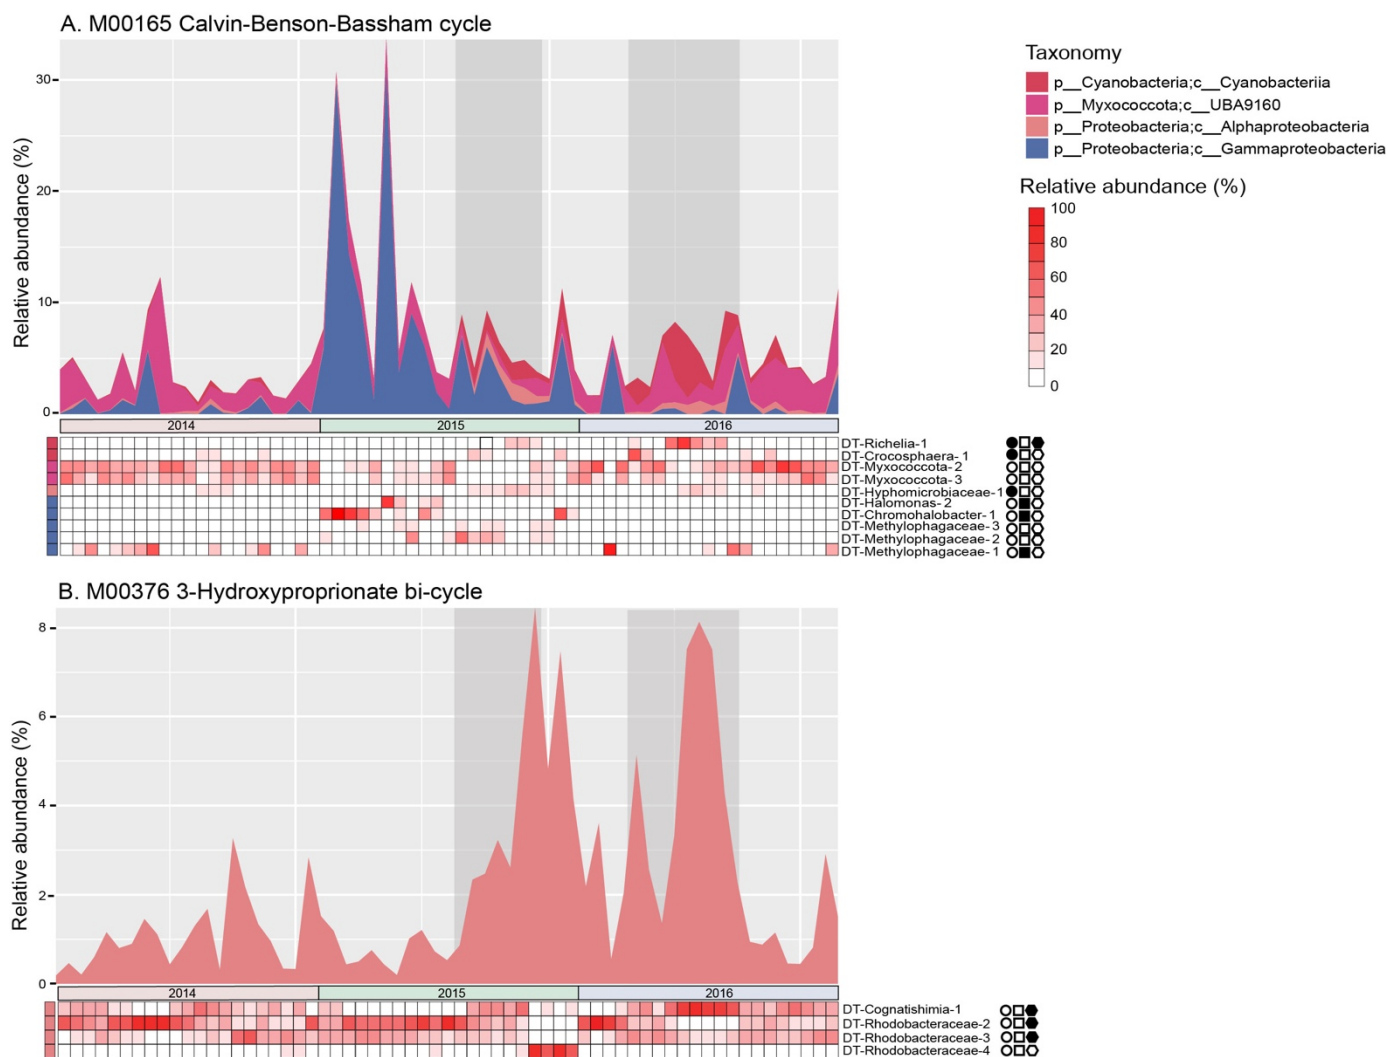 A. M00165 Calvin-Benson-Bassham cycle
Relative abundance (%)
30
20
10
0
2014
2015
2016
Taxonomy
p__Cyanobacteria;c__Cyanobacteriia
p__Myxococcota;c__UBA9160
p__Proteobacteria;c__Alphaproteobacteria
p__Proteobacteria;c__Gammaproteobacteria
Relative abundance (%)
100
80
60
40
20
0
DT-Richelia-1
DT-Crocosphaera-1
DT-Myxococcota-2
DT-Myxococcota-3
DT-Hyphomicrobiaceae-1
DT-Halomonas-2
DT-Chromohalobacter-1
DT-Methylophagaceae-3
DT-Methylophagaceae-2
DT-Methylophagaceae-1
B. M00376 3-Hydroxyproprionate bi-cycle
Relative abundance (%)
8
6
4
2
0
2014
2015
2016
DT-Cognatishimia-1
DT-Rhodobacteraceae-2
DT-Rhodobacteraceae-3
DT-Rhodobacteraceae-4